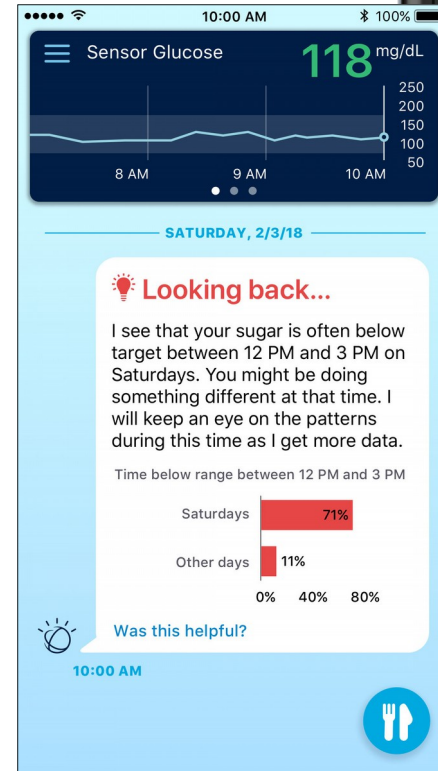 10:00 AM
100%
Sensor Glucose
118 mg/dL
250
200
150
100
50
8 AM
9 AM
10 AM
SATURDAY, 2/3/18
Looking back...
I see that your sugar is often below
target between 12 PM and 3 PM on
Saturdays. You might be doing
something different at that time. I
will keep an eye on the patterns
during this time as I get more data.
Time below range between 12 PM and 3 PM
Saturdays
71%
Other days
11%
0% 40% 80%
Was this helpful?
10:00 AM